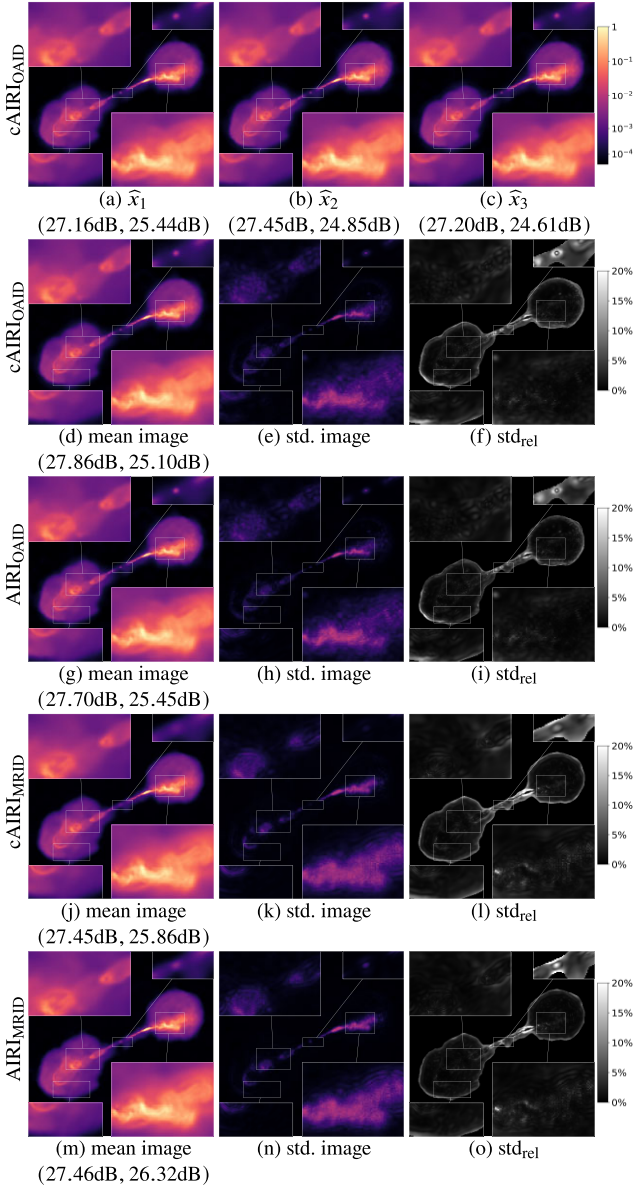 cAIRI_OAID
1
10⁻¹
10⁻²
10⁻³
10⁻⁴
(a) x̂₁ (b) x̂₂ (c) x̂₃
(27.16dB, 25.44dB) (27.45dB, 24.85dB) (27.20dB, 24.61dB)
cAIRI_OAID
20%
15%
10%
5%
0%
(d) mean image (e) std. image (f) std_rel
(27.86dB, 25.10dB)
AIRI_OAID
20%
15%
10%
5%
0%
(g) mean image (h) std. image (i) std_rel
(27.70dB, 25.45dB)
cAIRI_MRID
20%
15%
10%
5%
0%
(j) mean image (k) std. image (l) std_rel
(27.45dB, 25.86dB)
AIRI_MRID
20%
15%
10%
5%
0%
(m) mean image (n) std. image (o) std_rel
(27.46dB, 26.32dB)